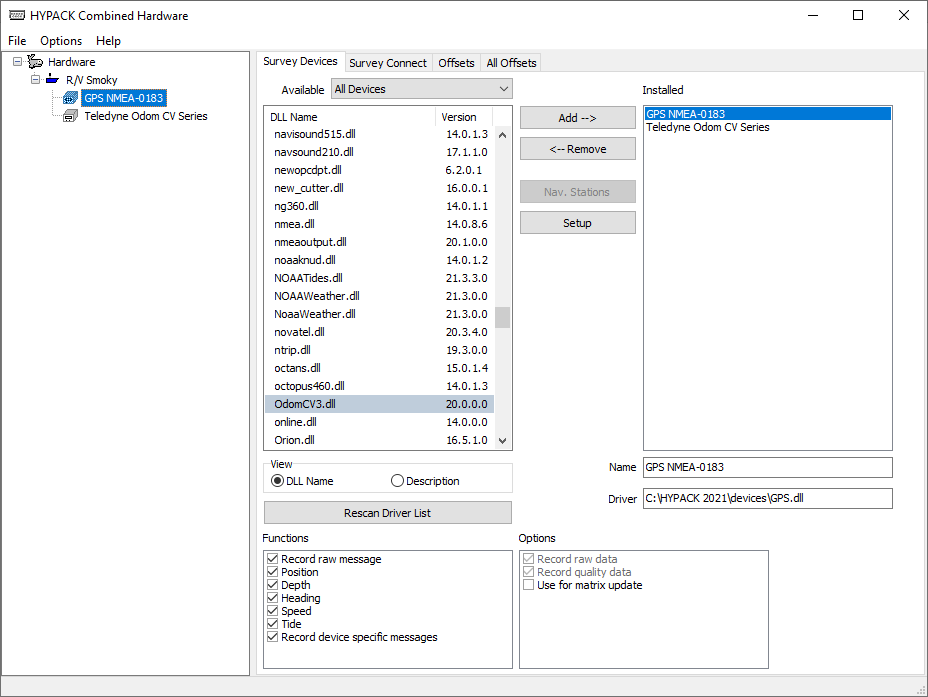 HYPACK Combined Hardware
File Options Help
Hardware
R/V Smoky
GPS NMEA-0183
Teledyne Odom CV Series
Survey Devices Survey Connect Offsets All Offsets
Available All Devices
DLL Name Version
navisound515.dll 14.0.1.3
navsound210.dll 17.1.1.0
newopcdpt.dll 6.2.0.1
new_cutter.dll 16.0.0.1
ng360.dll 14.0.1.1
nmea.dll 14.0.8.6
nmeaoutput.dll 20.1.0.0
noaaknud.dll 14.0.1.2
NOAATides.dll 21.3.3.0
NOAAWeather.dll 21.3.0.0
NoaaWeather.dll 21.3.0.0
novatel.dll 20.3.4.0
ntrip.dll 19.3.0.0
octans.dll 15.0.1.4
octopus460.dll 14.0.1.3
OdomCV3.dll 20.0.0.0
online.dll 14.0.0.0
Orion.dll 16.5.1.0
View
DLL Name Description
Rescan Driver List
Add -->
<-- Remove
Nav. Stations
Setup
Installed
GPS NMEA-0183
Teledyne Odom CV Series
Name GPS NMEA-0183
Driver C:\HYPACK 2021\devices\GPS.dll
Functions
Record raw message
Position
Depth
Heading
Speed
Tide
Record device specific messages
Options
Record raw data
Record quality data
Use for matrix update